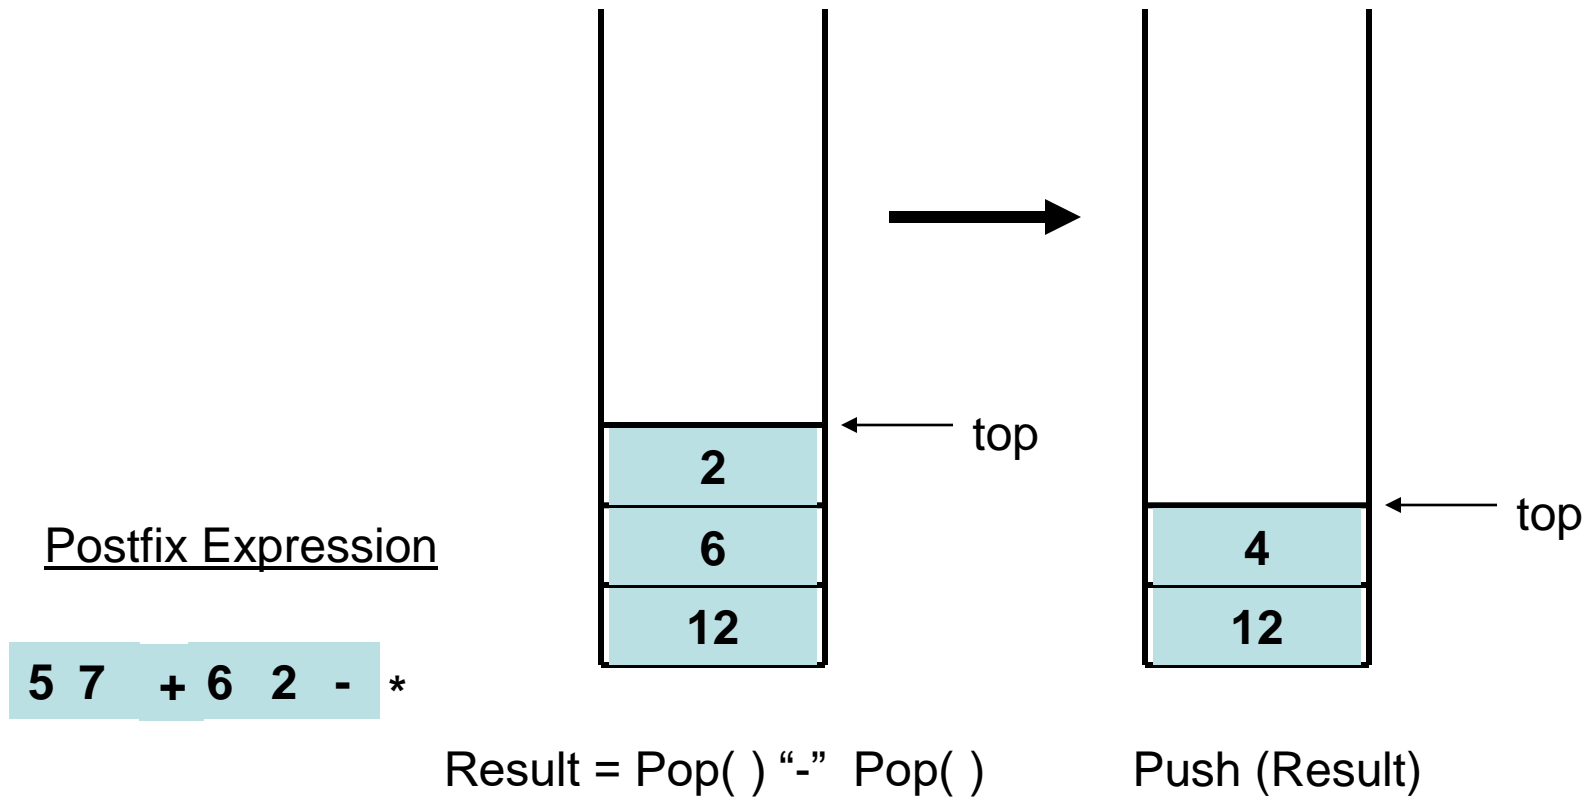 top
2
top
Postfix Expression
6
4
12
12
5 7 + 6 2 - *
Result = Pop( ) “-” Pop( )
Push (Result)